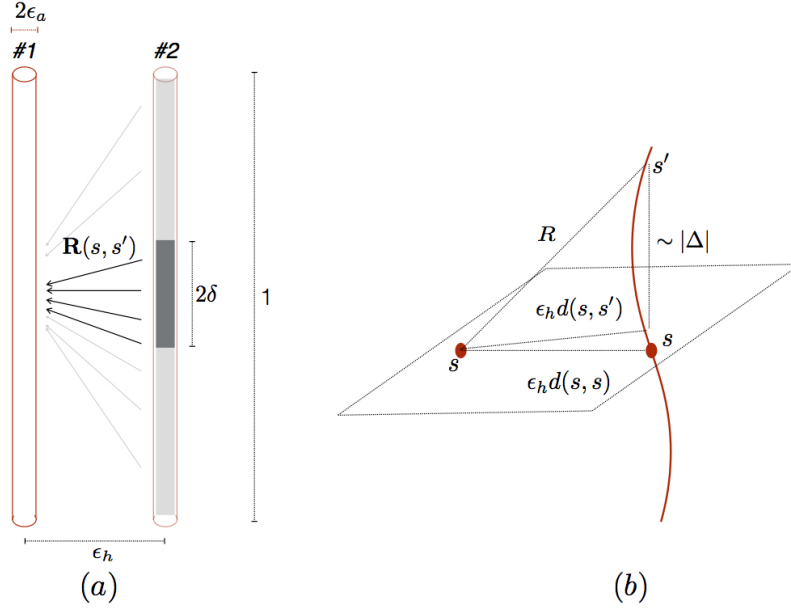 2ϵ_a
#1
#2
R(s, s′)
2δ
1
ϵ_h
(a)
s′
R
∼ |Δ|
ϵ_h d(s, s′)
s
s
ϵ_h d(s, s)
(b)